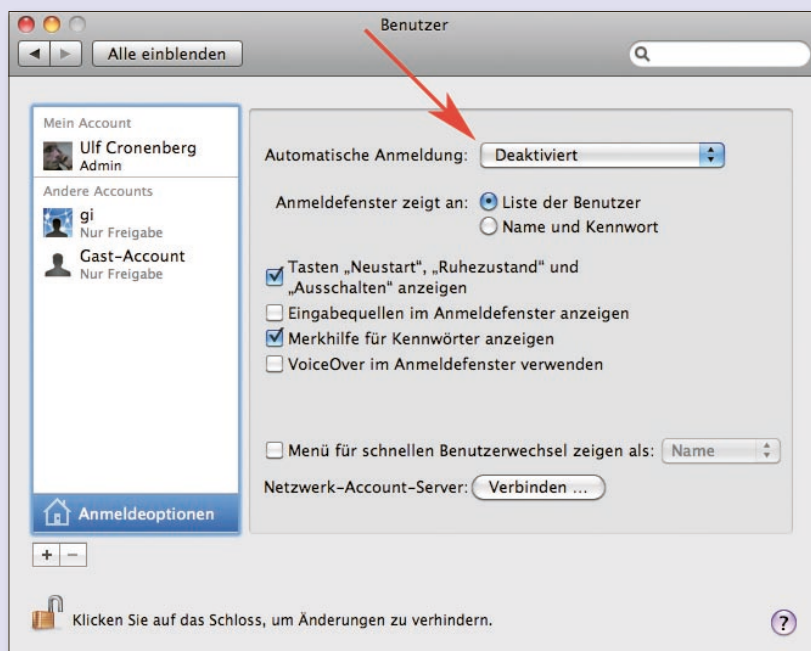 Benutzer
Alle einblenden
Mein Account
Ulf Cronenberg
Admin
Andere Accounts
gi
Nur Freigabe
Gast-Account
Nur Freigabe
Anmeldeoptionen
+ −
Automatische Anmeldung: Deaktiviert
Anmeldefenster zeigt an: Liste der Benutzer
Name und Kennwort
Tasten „Neustart“, „Ruhezustand“ und
„Ausschalten“ anzeigen
Eingabequellen im Anmeldefenster anzeigen
Merkhilfe für Kennwörter anzeigen
VoiceOver im Anmeldefenster verwenden
Menü für schnellen Benutzerwechsel zeigen als: Name
Netzwerk-Account-Server: Verbinden ...
Klicken Sie auf das Schloss, um Änderungen zu verhindern.
?